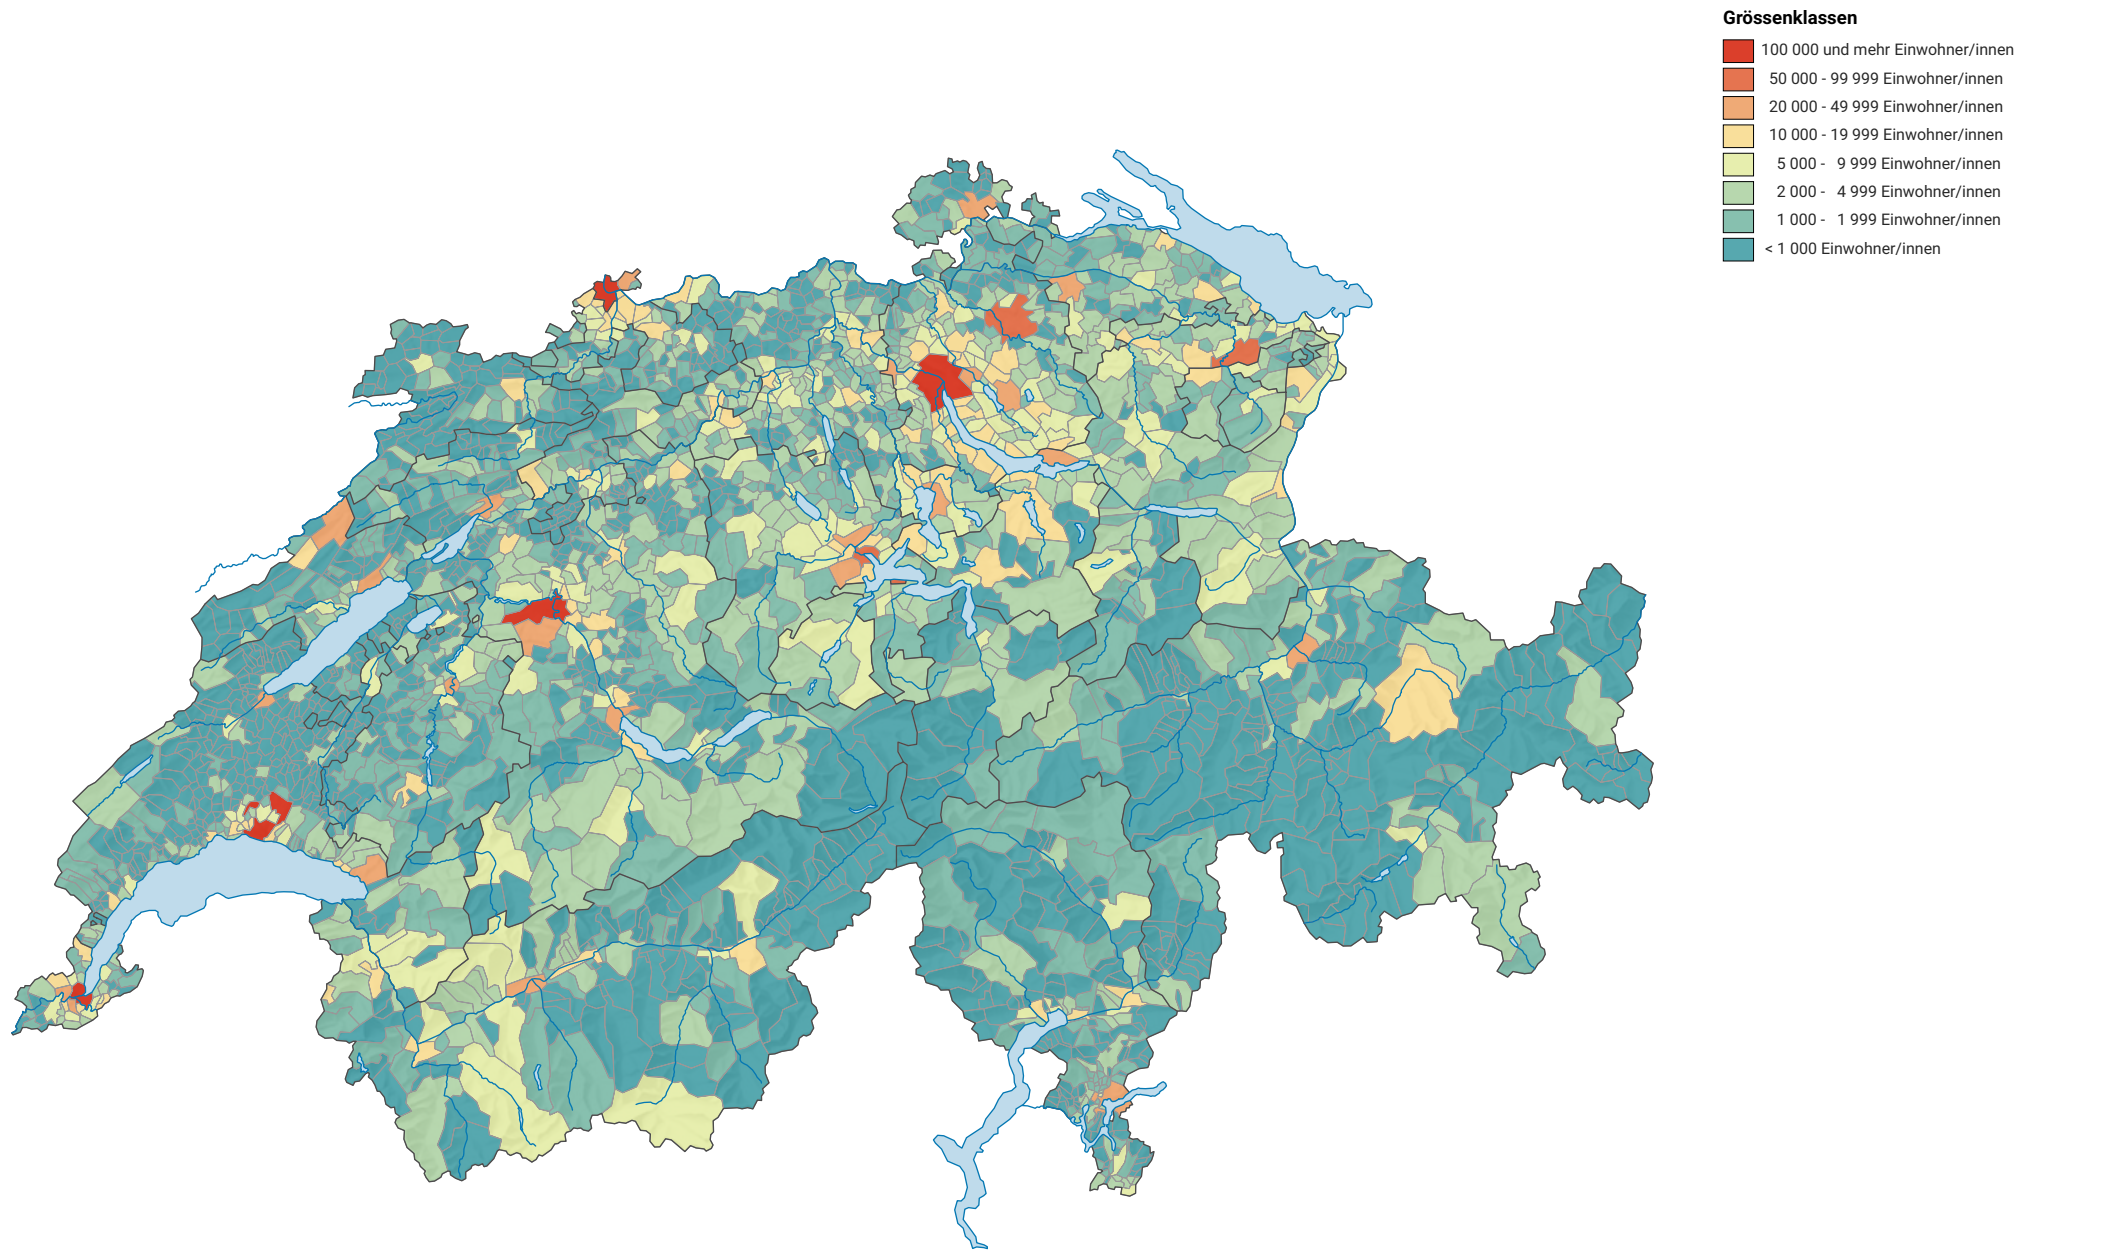 Grössenklassen
100 000 und mehr Einwohner/innen
50 000 - 99 999 Einwohner/innen
20 000 - 49 999 Einwohner/innen
10 000 - 19 999 Einwohner/innen
5 000 - 9 999 Einwohner/innen
2 000 - 4 999 Einwohner/innen
1 000 - 1 999 Einwohner/innen
< 1 000 Einwohner/innen